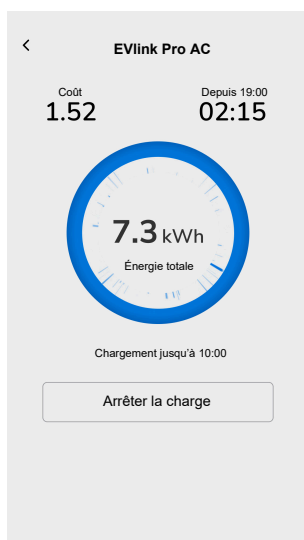 EVlink Pro AC
Coût
1.52
Depuis 19:00
02:15
7.3 kWh
Énergie totale
Chargement jusqu'à 10:00
Arrêter la charge